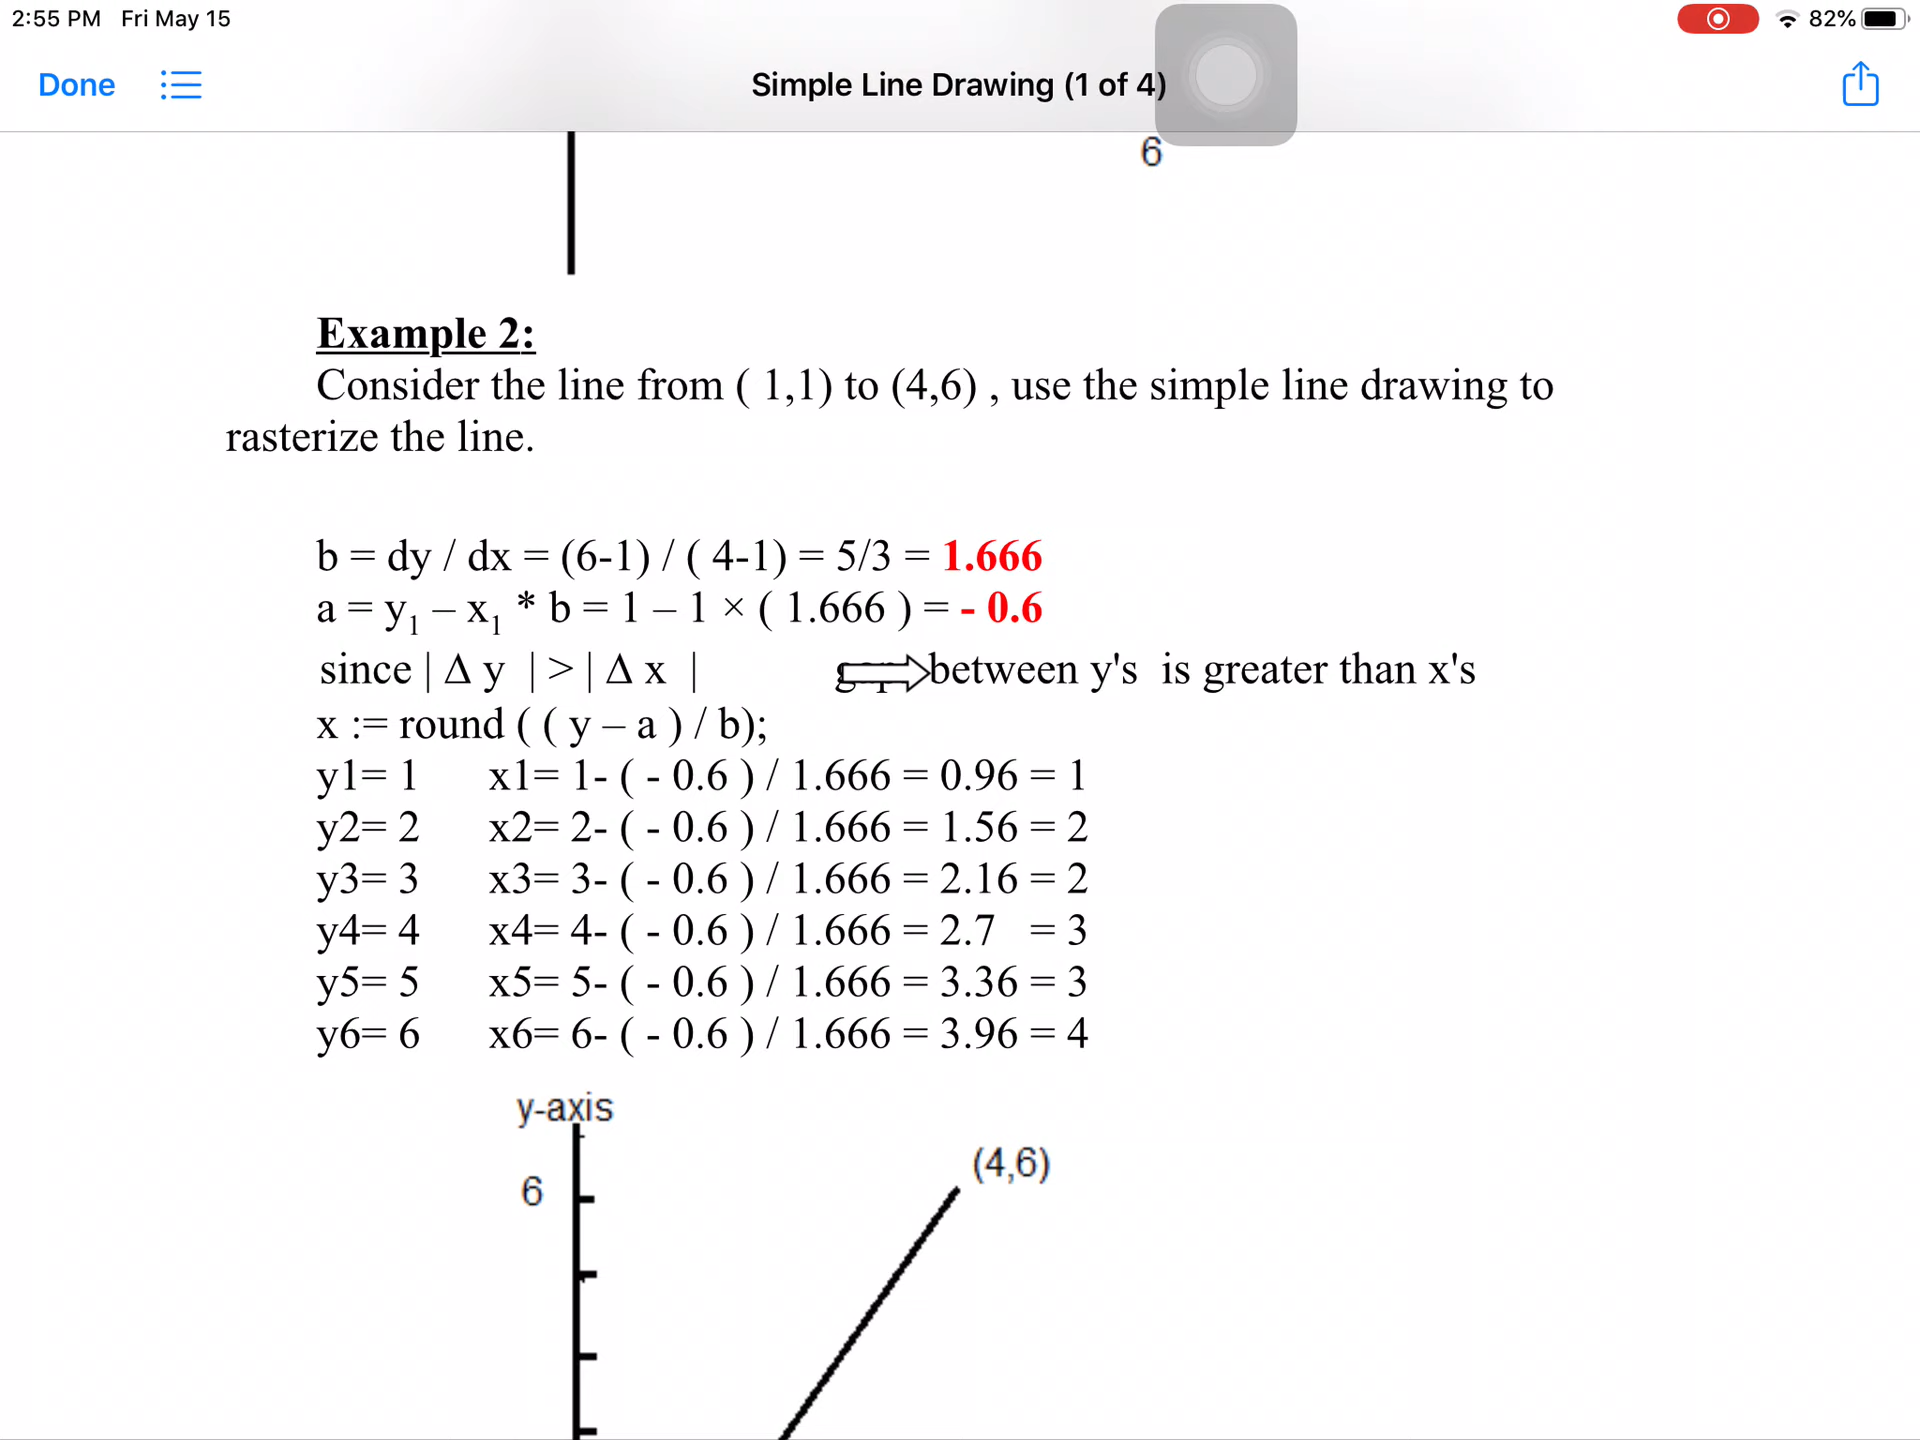 2:55 PM Fri May 15
82%
Done
Simple Line Drawing (1 of 4)
6
Example 2:
Consider the line from ( 1,1) to (4,6) , use the simple line drawing to
rasterize the line.
b = dy / dx = (6-1) / ( 4-1) = 5/3 = 1.666
a = y₁ – x₁ * b = 1 – 1 × ( 1.666 ) = - 0.6
since | Δ y | > | Δ x | between y's is greater than x's
x := round ( ( y – a ) / b);
y1= 1 x1= 1- ( - 0.6 ) / 1.666 = 0.96 = 1
y2= 2 x2= 2- ( - 0.6 ) / 1.666 = 1.56 = 2
y3= 3 x3= 3- ( - 0.6 ) / 1.666 = 2.16 = 2
y4= 4 x4= 4- ( - 0.6 ) / 1.666 = 2.7 = 3
y5= 5 x5= 5- ( - 0.6 ) / 1.666 = 3.36 = 3
y6= 6 x6= 6- ( - 0.6 ) / 1.666 = 3.96 = 4
y-axis
(4,6)
6